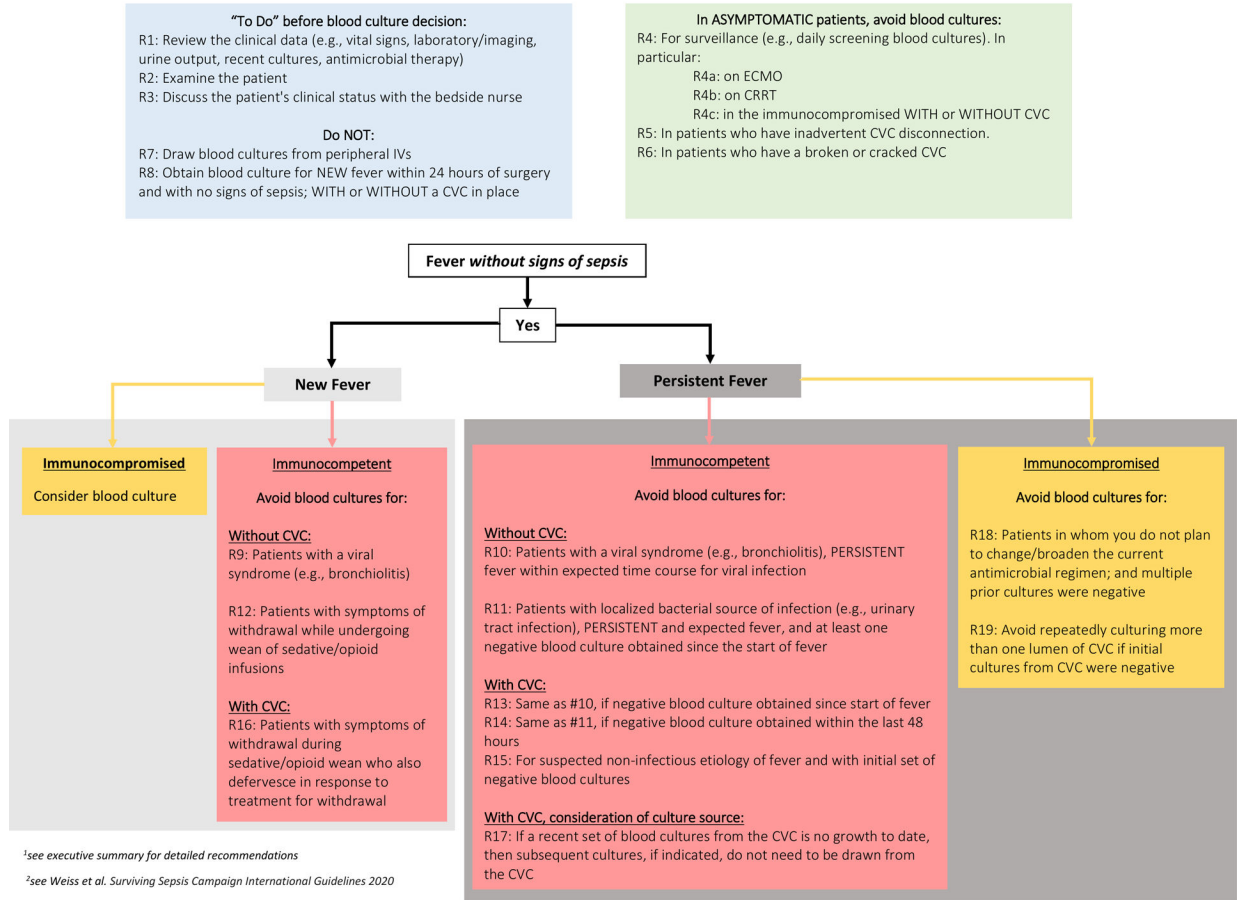 “To Do” before blood culture decision:
R1: Review the clinical data (e.g., vital signs, laboratory/imaging,
urine output, recent cultures, antimicrobial therapy)
R2: Examine the patient
R3: Discuss the patient's clinical status with the bedside nurse
Do NOT:
R7: Draw blood cultures from peripheral IVs
R8: Obtain blood culture for NEW fever within 24 hours of surgery
and with no signs of sepsis; WITH or WITHOUT a CVC in place
In ASYMPTOMATIC patients, avoid blood cultures:
R4: For surveillance (e.g., daily screening blood cultures). In
particular:
R4a: on ECMO
R4b: on CRRT
R4c: in the immunocompromised WITH or WITHOUT CVC
R5: In patients who have inadvertent CVC disconnection.
R6: In patients who have a broken or cracked CVC
Fever without signs of sepsis
Yes
New Fever
Persistent Fever
Immunocompromised
Consider blood culture
Immunocompetent
Avoid blood cultures for:
Without CVC:
R9: Patients with a viral
syndrome (e.g., bronchiolitis)
R12: Patients with symptoms of
withdrawal while undergoing
wean of sedative/opioid
infusions
With CVC:
R16: Patients with symptoms of
withdrawal during
sedative/opioid wean who also
defervesce in response to
treatment for withdrawal
Immunocompetent
Avoid blood cultures for:
Without CVC:
R10: Patients with a viral syndrome (e.g., bronchiolitis), PERSISTENT
fever within expected time course for viral infection
R11: Patients with localized bacterial source of infection (e.g., urinary
tract infection), PERSISTENT and expected fever, and at least one
negative blood culture obtained since the start of fever
With CVC:
R13: Same as #10, if negative blood culture obtained since start of fever
R14: Same as #11, if negative blood culture obtained within the last 48
hours
R15: For suspected non-infectious etiology of fever and with initial set of
negative blood cultures
With CVC, consideration of culture source:
R17: If a recent set of blood cultures from the CVC is no growth to date,
then subsequent cultures, if indicated, do not need to be drawn from
the CVC
Immunocompromised
Avoid blood cultures for:
R18: Patients in whom you do not plan
to change/broaden the current
antimicrobial regimen; and multiple
prior cultures were negative
R19: Avoid repeatedly culturing more
than one lumen of CVC if initial
cultures from CVC were negative
1see executive summary for detailed recommendations
2see Weiss et al. Surviving Sepsis Campaign International Guidelines 2020